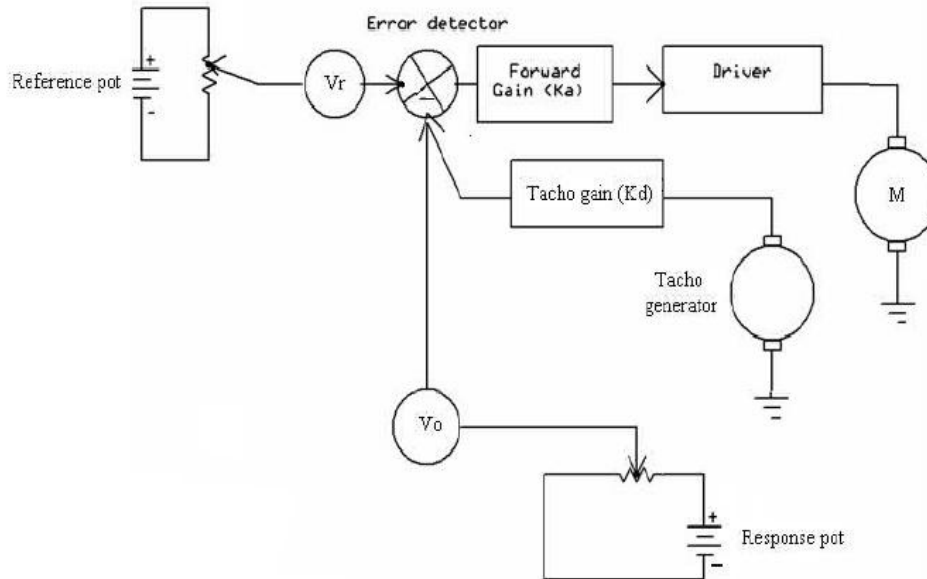 Error detector
Reference pot
+
-
Vr
−
Forward
Gain (Ka)
Driver
Tacho gain (Kd)
M
Tacho
generator
Vo
+
−
Response pot